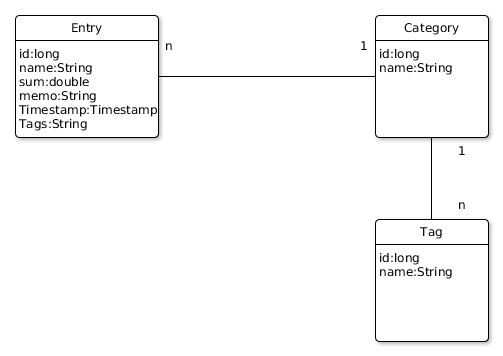 Entry
id:long
name:String
sum:double
memo:String
Timestamp:Timestamp
Tags:String
n
1
Category
id:long
name:String
1
n
Tag
id:long
name:String